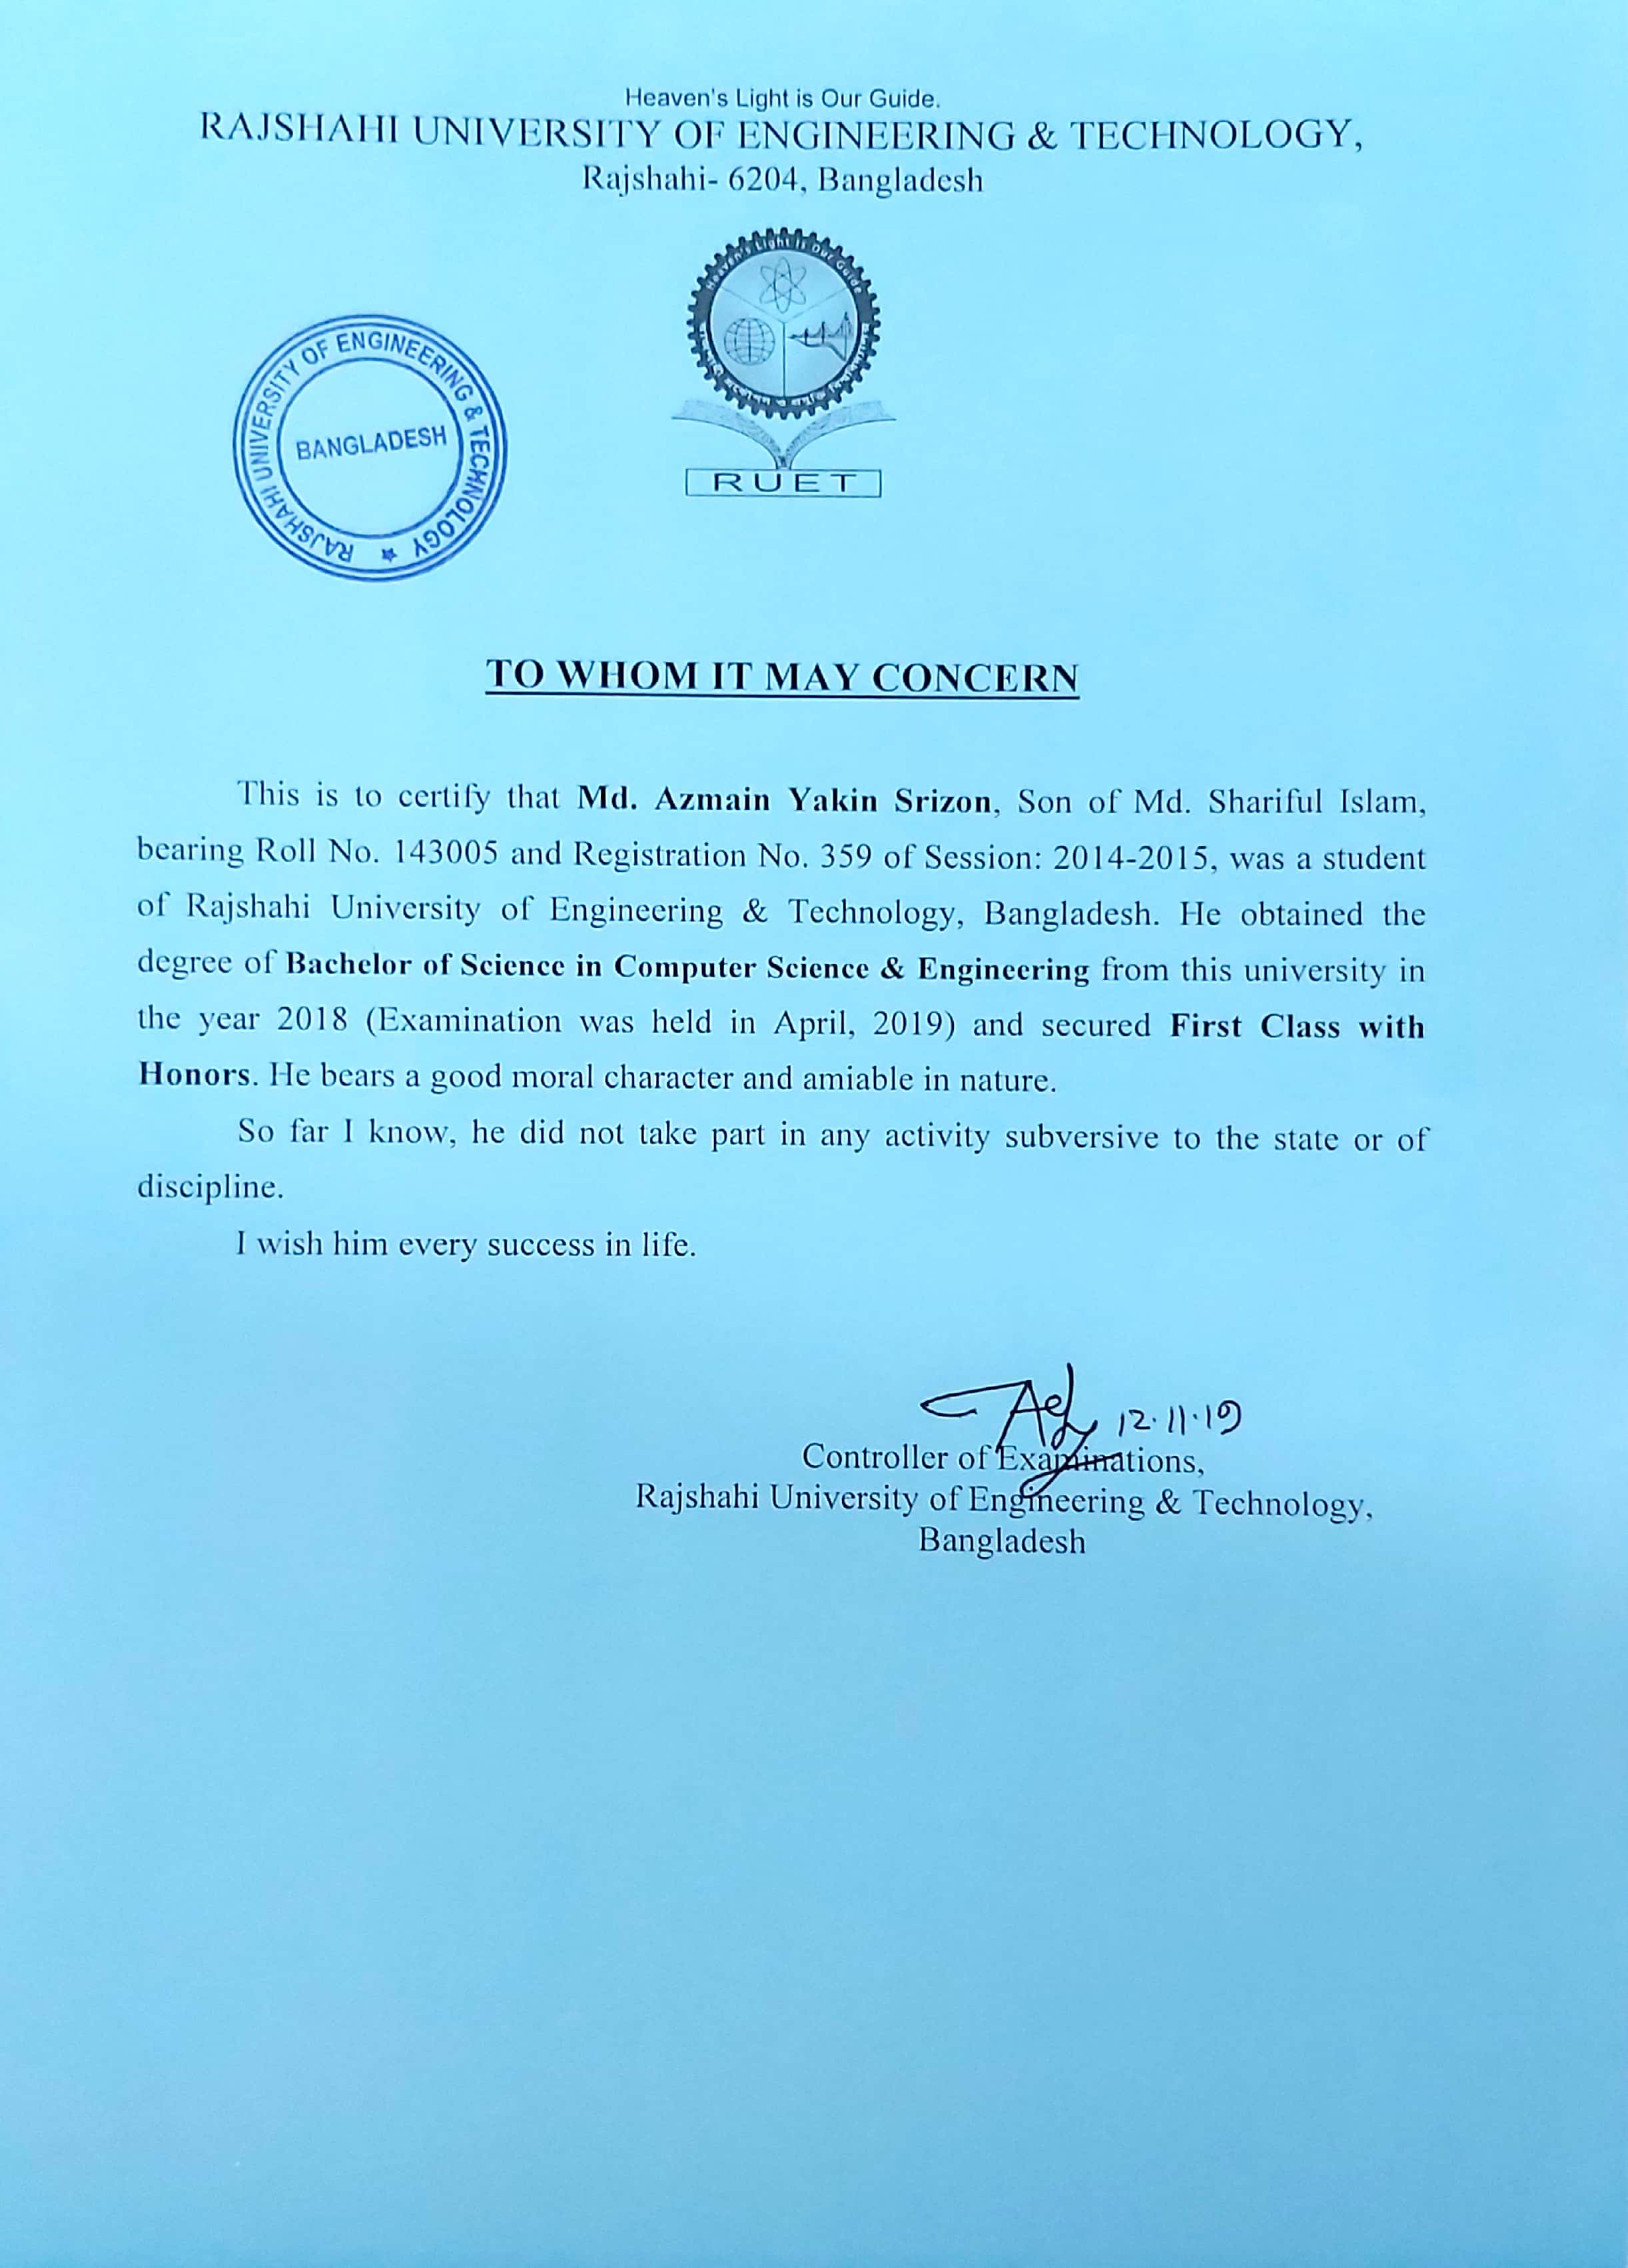 Heaven's Light is Our Guide.
RAJSHAHI UNIVERSITY OF ENGINEERING & TECHNOLOGY,
Rajshahi- 6204, Bangladesh
Heaven's Light is Our Guide
RUET
RAJSHAHI UNIVERSITY OF ENGINEERING & TECHNOLOGY
BANGLADESH
TO WHOM IT MAY CONCERN
This is to certify that Md. Azmain Yakin Srizon, Son of Md. Shariful Islam,
bearing Roll No. 143005 and Registration No. 359 of Session: 2014-2015, was a student
of Rajshahi University of Engineering & Technology, Bangladesh. He obtained the
degree of Bachelor of Science in Computer Science & Engineering from this university in
the year 2018 (Examination was held in April, 2019) and secured First Class with
Honors. He bears a good moral character and amiable in nature.
So far I know, he did not take part in any activity subversive to the state or of
discipline.
I wish him every success in life.
12.11.19
Controller of Examinations,
Rajshahi University of Engineering & Technology,
Bangladesh